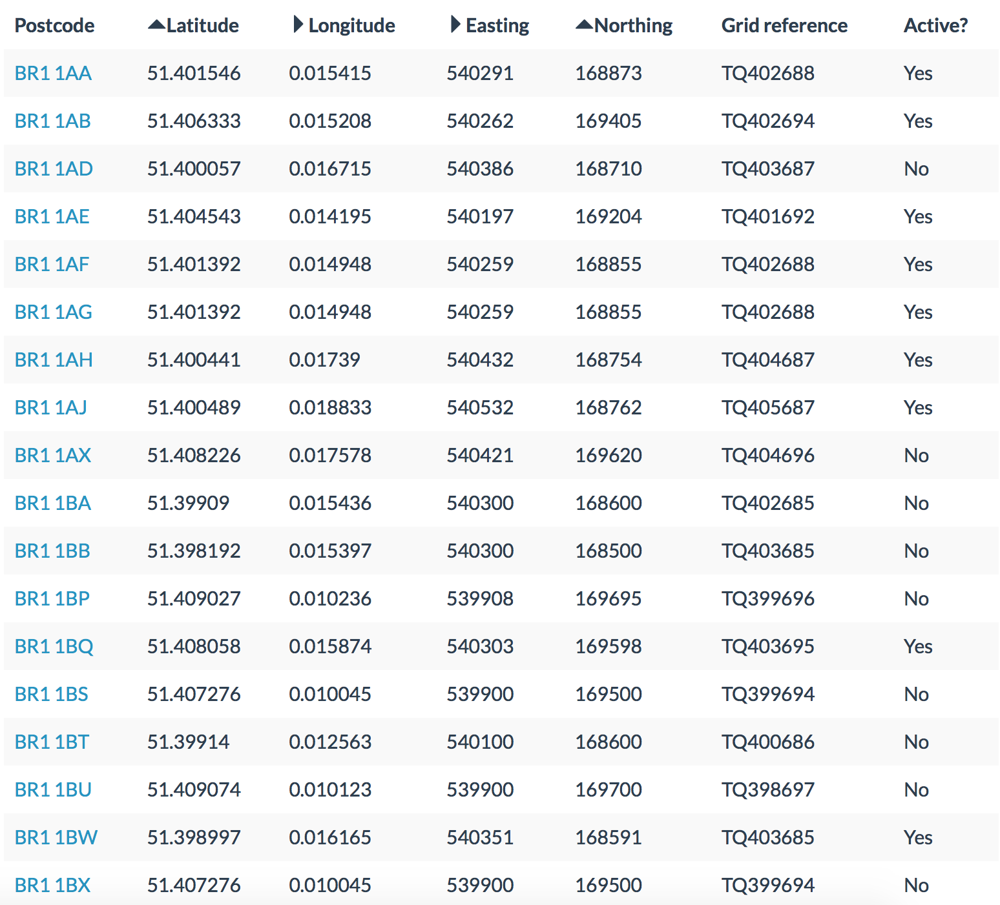 Postcode Latitude Longitude Easting Northing Grid reference Active?
BR1 1AA 51.401546 0.015415 540291 168873 TQ402688 Yes
BR1 1AB 51.406333 0.015208 540262 169405 TQ402694 Yes
BR1 1AD 51.400057 0.016715 540386 168710 TQ403687 No
BR1 1AE 51.404543 0.014195 540197 169204 TQ401692 Yes
BR1 1AF 51.401392 0.014948 540259 168855 TQ402688 Yes
BR1 1AG 51.401392 0.014948 540259 168855 TQ402688 Yes
BR1 1AH 51.400441 0.01739 540432 168754 TQ404687 Yes
BR1 1AJ 51.400489 0.018833 540532 168762 TQ405687 Yes
BR1 1AX 51.408226 0.017578 540421 169620 TQ404696 No
BR1 1BA 51.39909 0.015436 540300 168600 TQ402685 No
BR1 1BB 51.398192 0.015397 540300 168500 TQ403685 No
BR1 1BP 51.409027 0.010236 539908 169695 TQ399696 No
BR1 1BQ 51.408058 0.015874 540303 169598 TQ403695 Yes
BR1 1BS 51.407276 0.010045 539900 169500 TQ399694 No
BR1 1BT 51.39914 0.012563 540100 168600 TQ400686 No
BR1 1BU 51.409074 0.010123 539900 169700 TQ398697 No
BR1 1BW 51.398997 0.016165 540351 168591 TQ403685 Yes
BR1 1BX 51.407276 0.010045 539900 169500 TQ399694 No